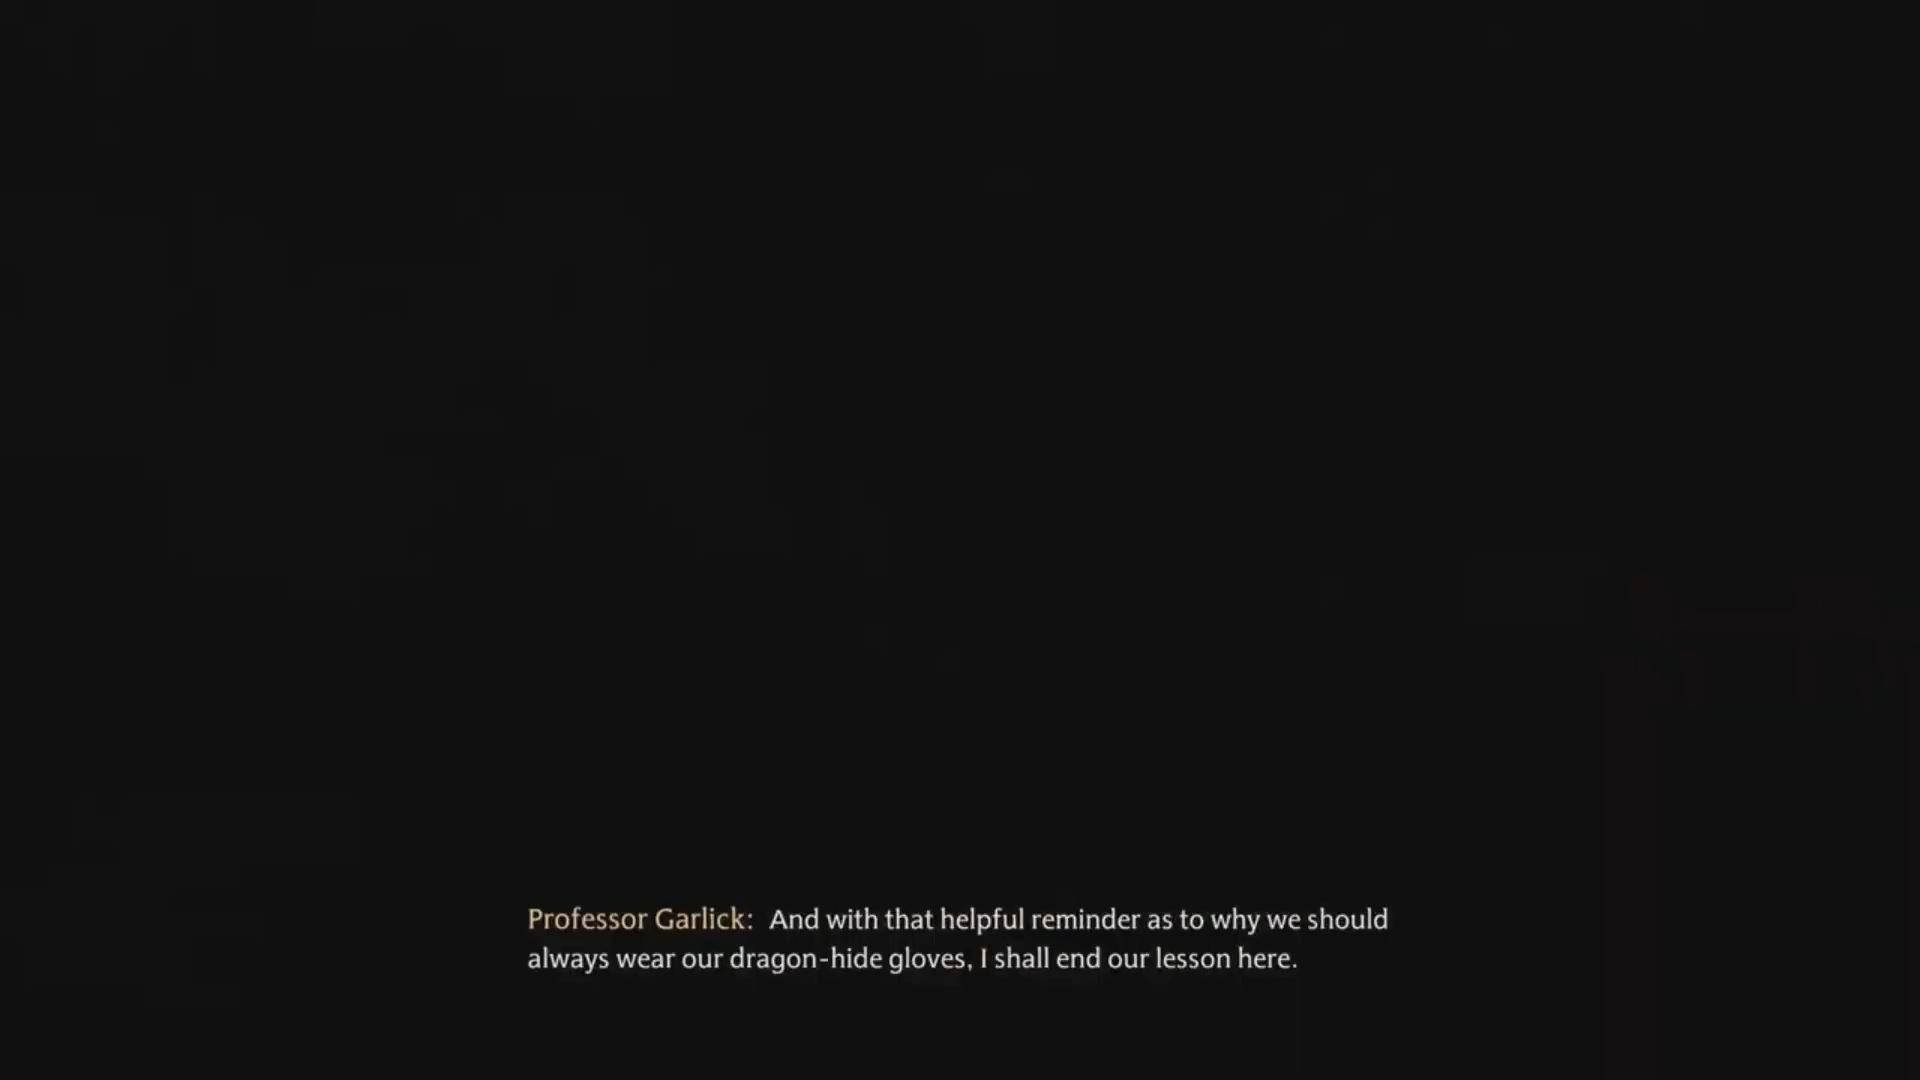 Professor Garlick: And with that helpful reminder as to why we should
always wear our dragon-hide gloves, I shall end our lesson here.